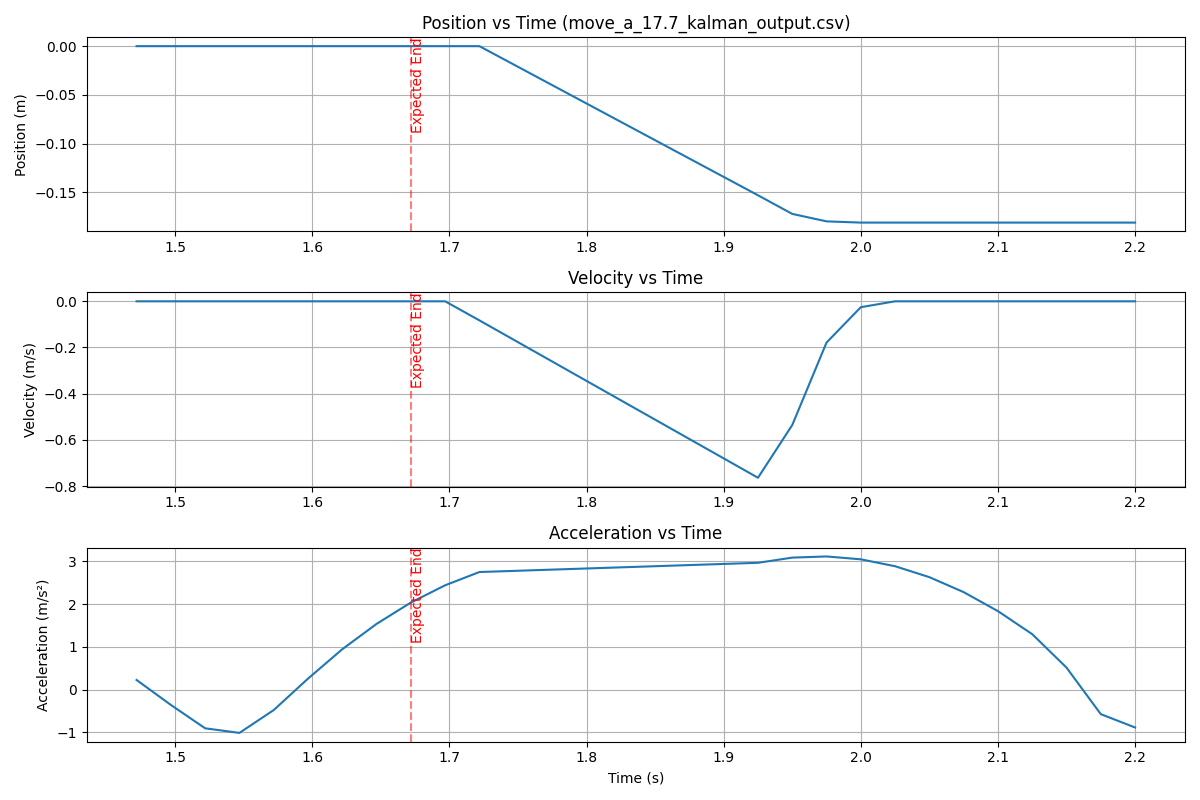 Position vs Time (move_a_17.7_kalman_output.csv)
Position (m)
0.00
−0.05
−0.10
−0.15
Expected End
1.5 1.6 1.7 1.8 1.9 2.0 2.1 2.2
Velocity vs Time
Velocity (m/s)
0.0
−0.2
−0.4
−0.6
−0.8
Expected End
1.5 1.6 1.7 1.8 1.9 2.0 2.1 2.2
Acceleration vs Time
Acceleration (m/s²)
3
2
1
0
−1
Expected End
1.5 1.6 1.7 1.8 1.9 2.0 2.1 2.2
Time (s)